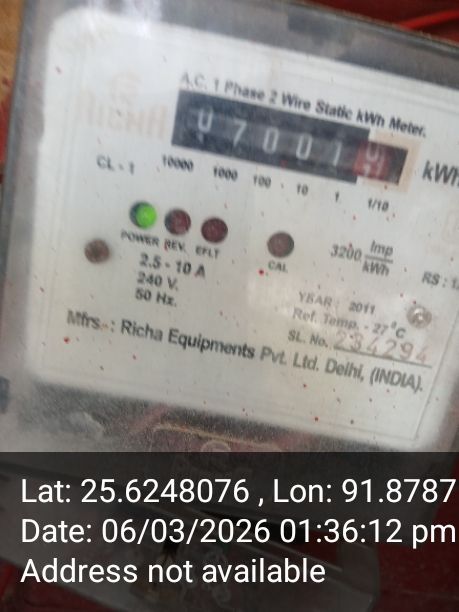 A.C. 1 Phase 2 Wire Static kWh Meter.
07001
kWh
CL - 1
10000 1000 100 10 1 1/10
POWER REV. EFLT
CAL
3200 Imp/kWh
2.5 - 10 A
240 V.
50 Hz.
RS : 1
YEAR : 2011
Ref. Temp. - 27°C
SL. No. 234294
Mfrs. : Richa Equipments Pvt. Ltd. Delhi, (INDIA).
Lat: 25.6248076 , Lon: 91.8787
Date: 06/03/2026 01:36:12 pm
Address not available